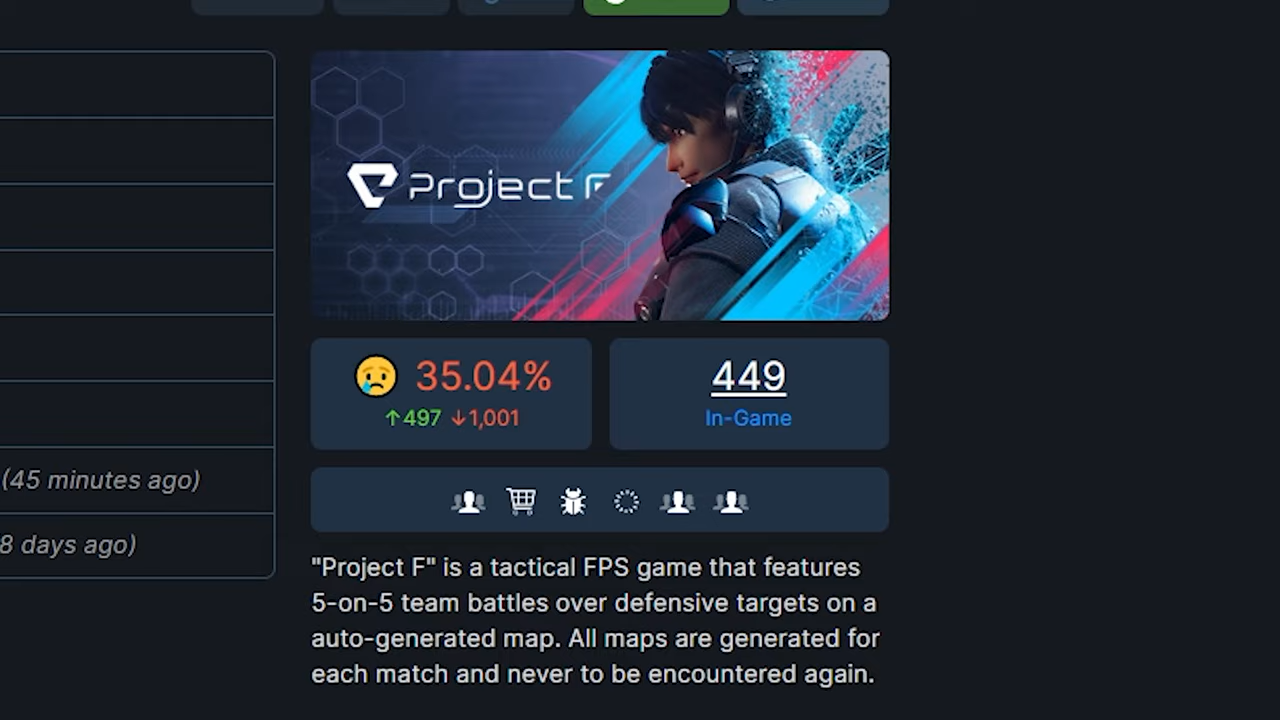 Project F
35.04%
↑497 ↓1,001
449
In-Game
(45 minutes ago)
8 days ago)
"Project F" is a tactical FPS game that features
5-on-5 team battles over defensive targets on a
auto-generated map. All maps are generated for
each match and never to be encountered again.